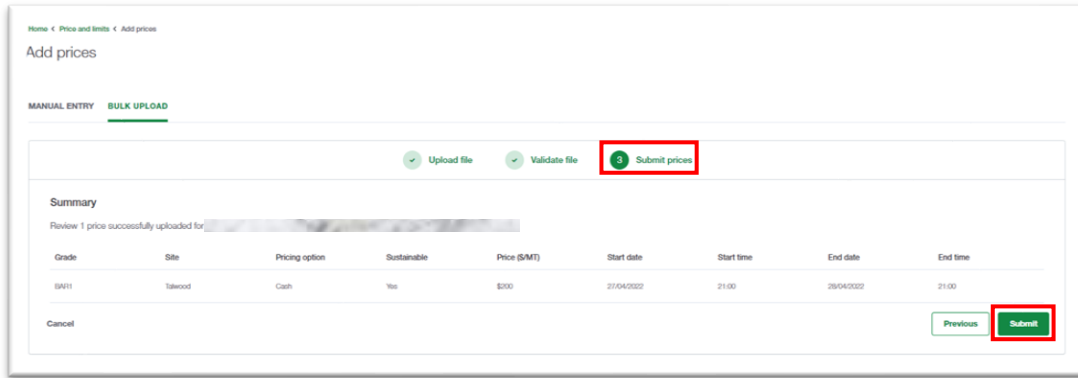 Home < Price and limits < Add prices
Add prices
MANUAL ENTRY BULK UPLOAD
Upload file Validate file 3 Submit prices
Summary
Review 1 price successfully uploaded for
Grade Site Pricing option Sustainable Price ($/MT) Start date Start time End date End time
BAR1 Talwood Cash Yes $200 27/04/2022 21:00 28/04/2022 21:00
Cancel Previous Submit